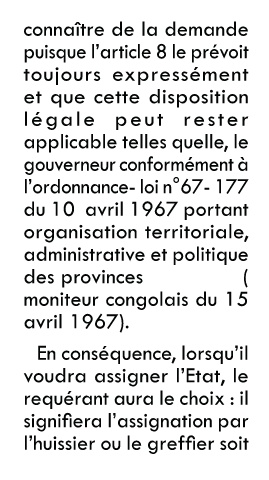 connaître de la demande
puisque l'article 8 le prévoit
toujours expressément
et que cette disposition
légale peut rester
applicable telles quelle, le
gouverneur conformément à
l'ordonnance- loi n°67- 177
du 10 avril 1967 portant
organisation territoriale,
administrative et politique
des provinces (
moniteur congolais du 15
avril 1967).
En conséquence, lorsqu'il
voudra assigner l'Etat, le
requérant aura le choix : il
signifiera l'assignation par
l'huissier ou le greffier soit